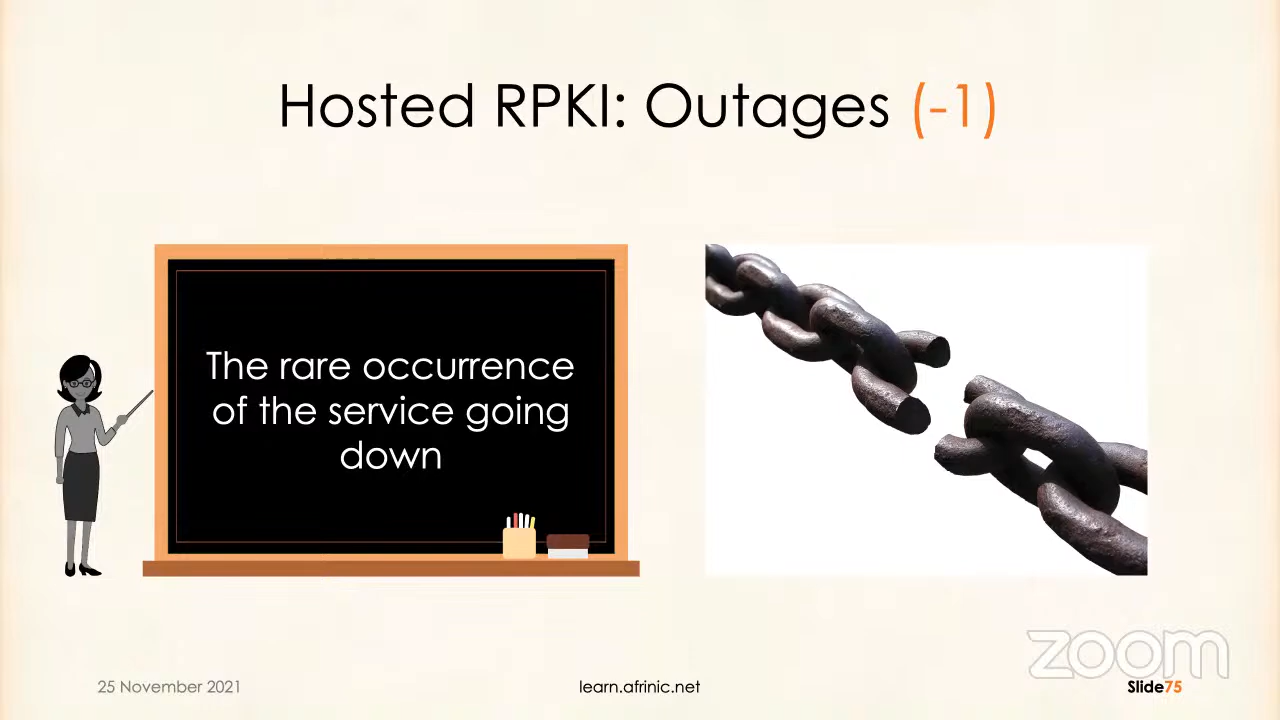 Hosted RPKI: Outages (-1)
The rare occurrence
of the service going
down
zoom
25 November 2021
learn.afrinic.net
Slide75